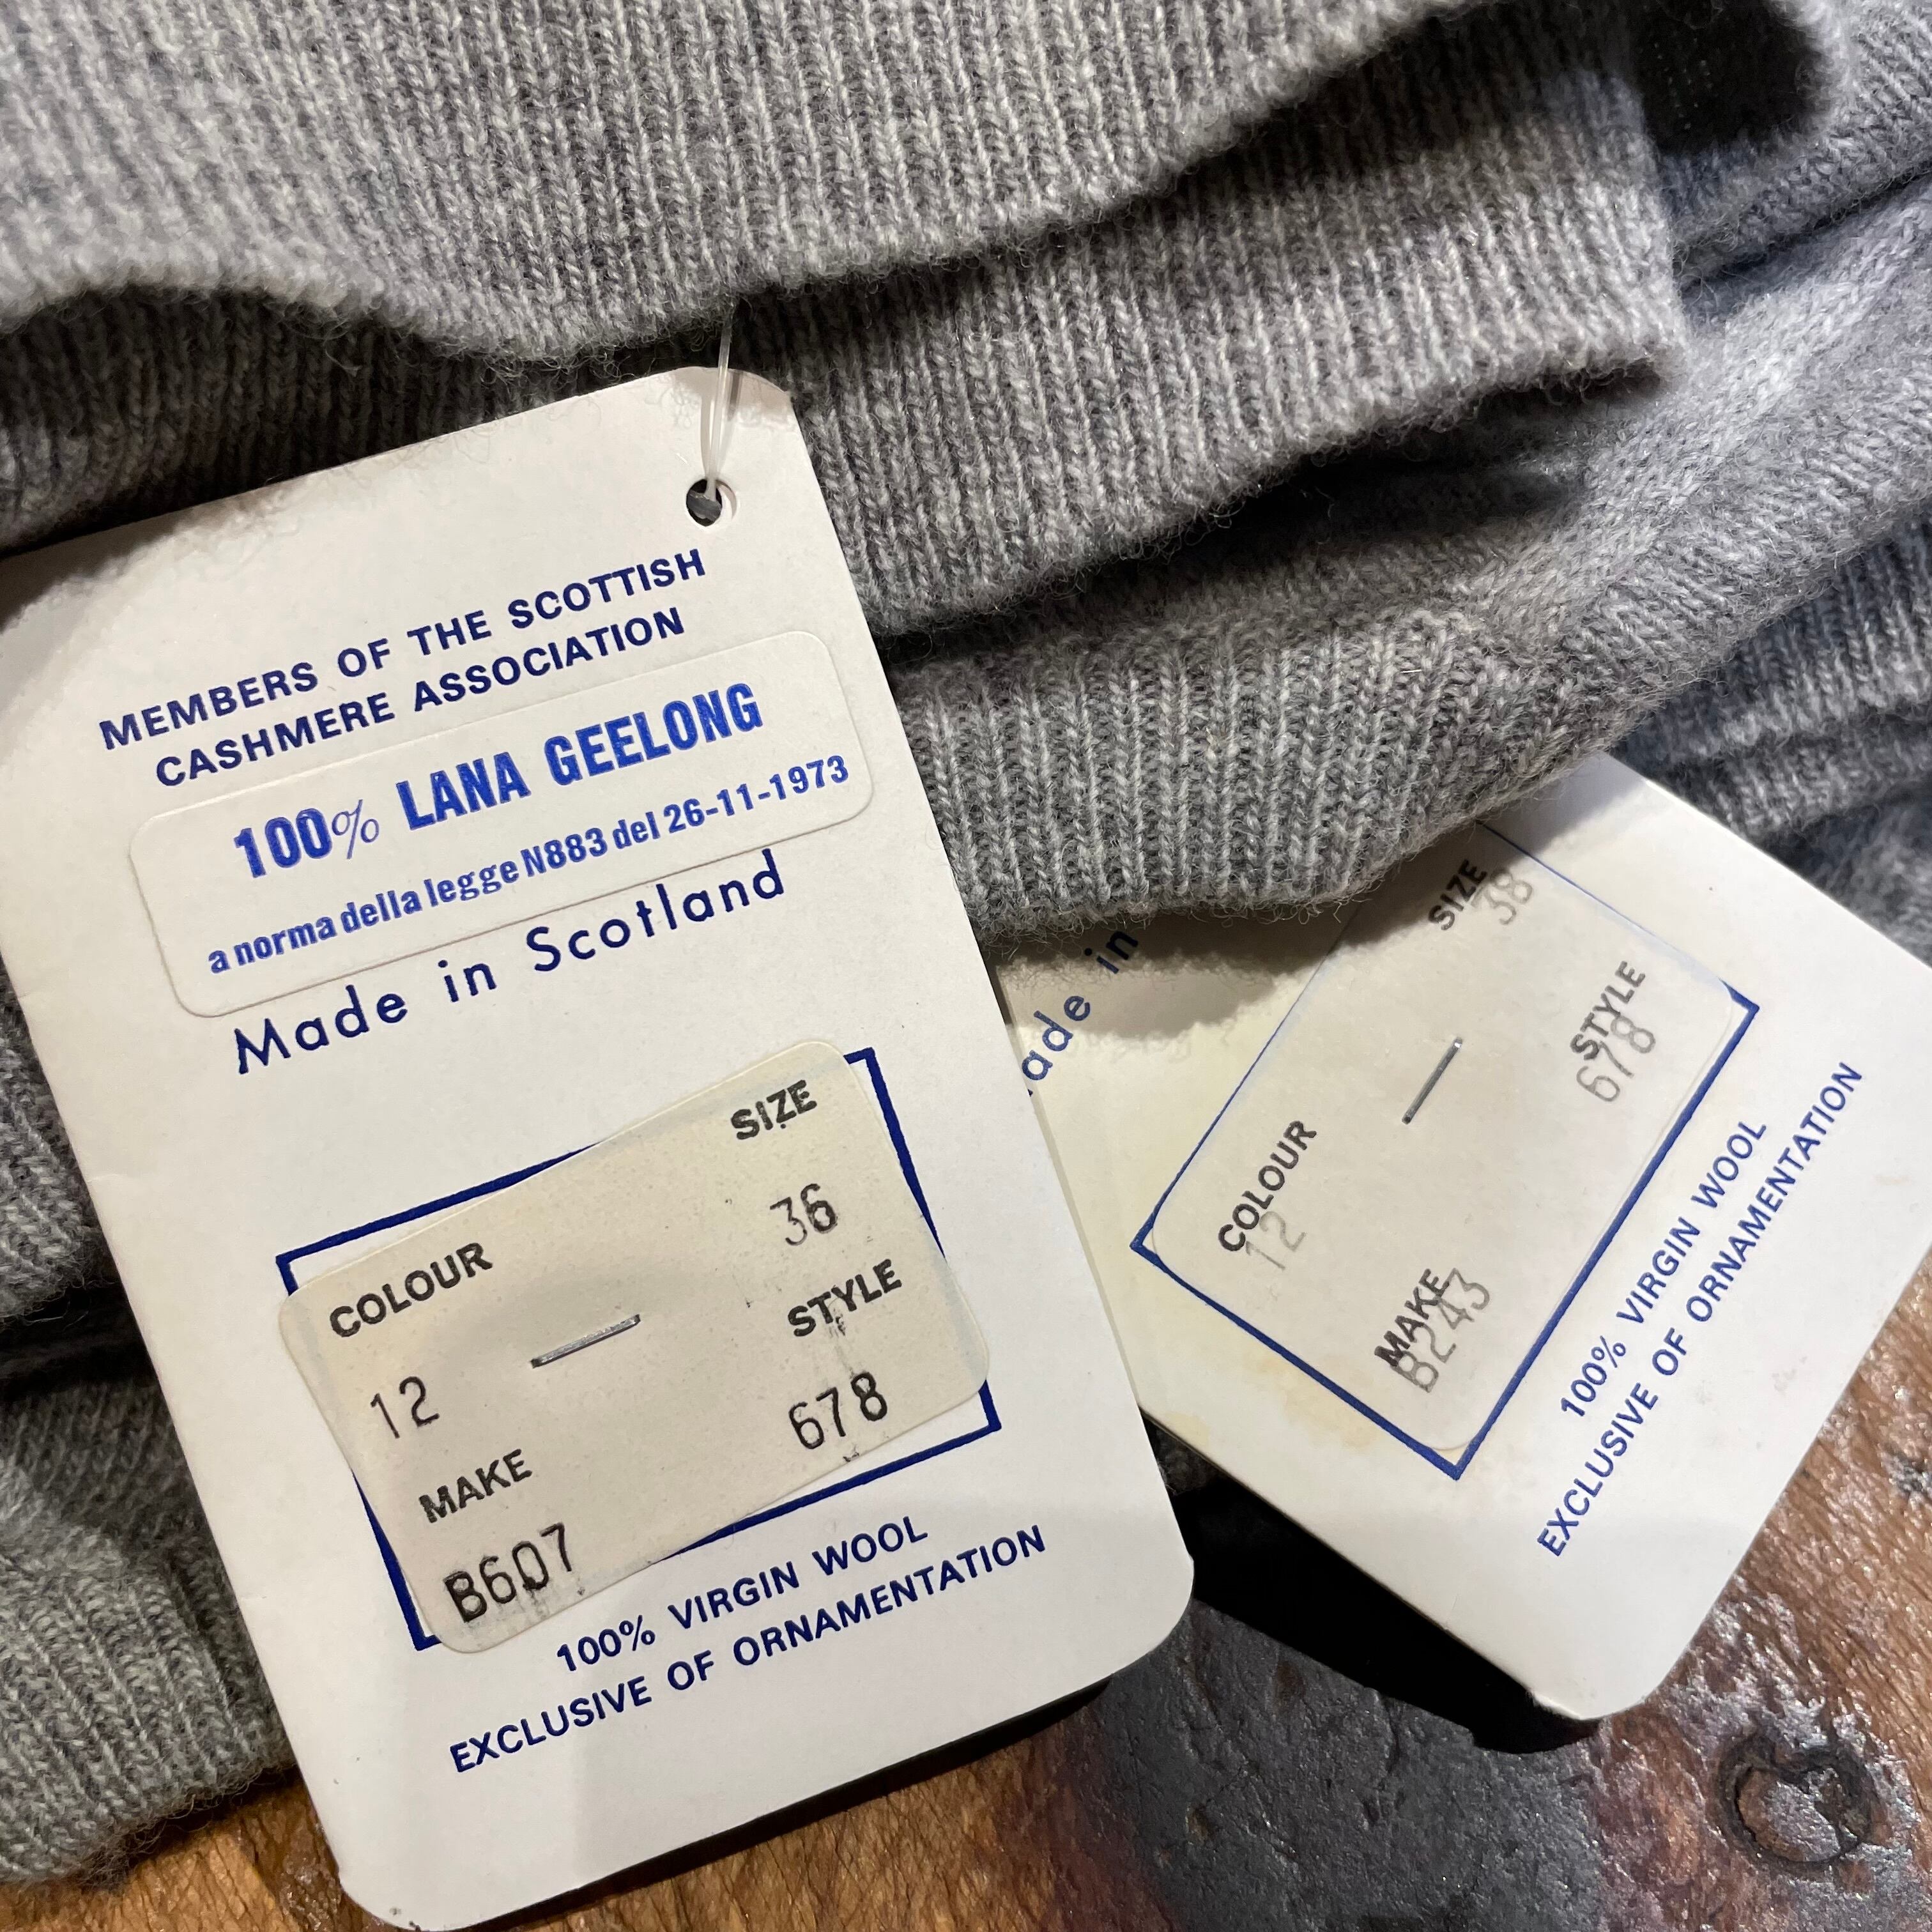 MEMBERS OF THE SCOTTISH
CASHMERE ASSOCIATION
100% LANA GEELONG
a norma della legge N883 del 26-11-1973
Made in Scotland
SIZE
36
COLOUR
12
STYLE
678
MAKE
B607
100% VIRGIN WOOL
EXCLUSIVE OF ORNAMENTATION
ade in
SIZE
38
STYLE
678
COLOUR
12
MAKE
B243
100% VIRGIN WOOL
EXCLUSIVE OF ORNAMENTATION